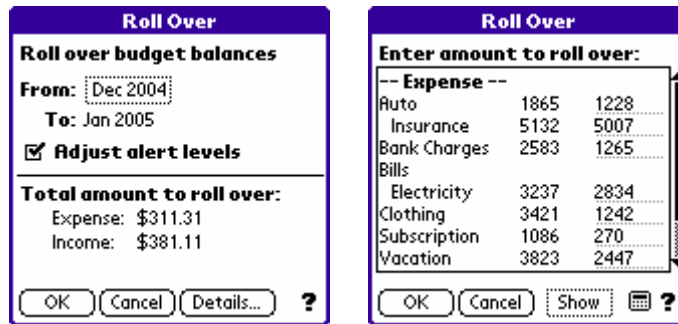 Roll Over
Roll over budget balances
From: Dec 2004
To: Jan 2005
Adjust alert levels
Total amount to roll over:
Expense: $311.31
Income: $381.11
OK Cancel Details... ?
Roll Over
Enter amount to roll over:
-- Expense --
Auto 1865 1228
Insurance 5132 5007
Bank Charges 2583 1265
Bills
Electricity 3237 2834
Clothing 3421 1242
Subscription 1086 270
Vacation 3823 2447
OK Cancel Show ?